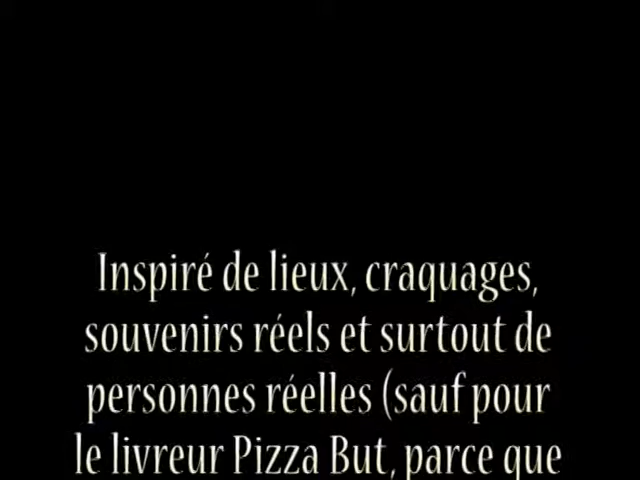 Inspiré de lieux, craquages,
souvenirs réels et surtout de
personnes réelles (sauf pour
le livreur Pizza But, parce que